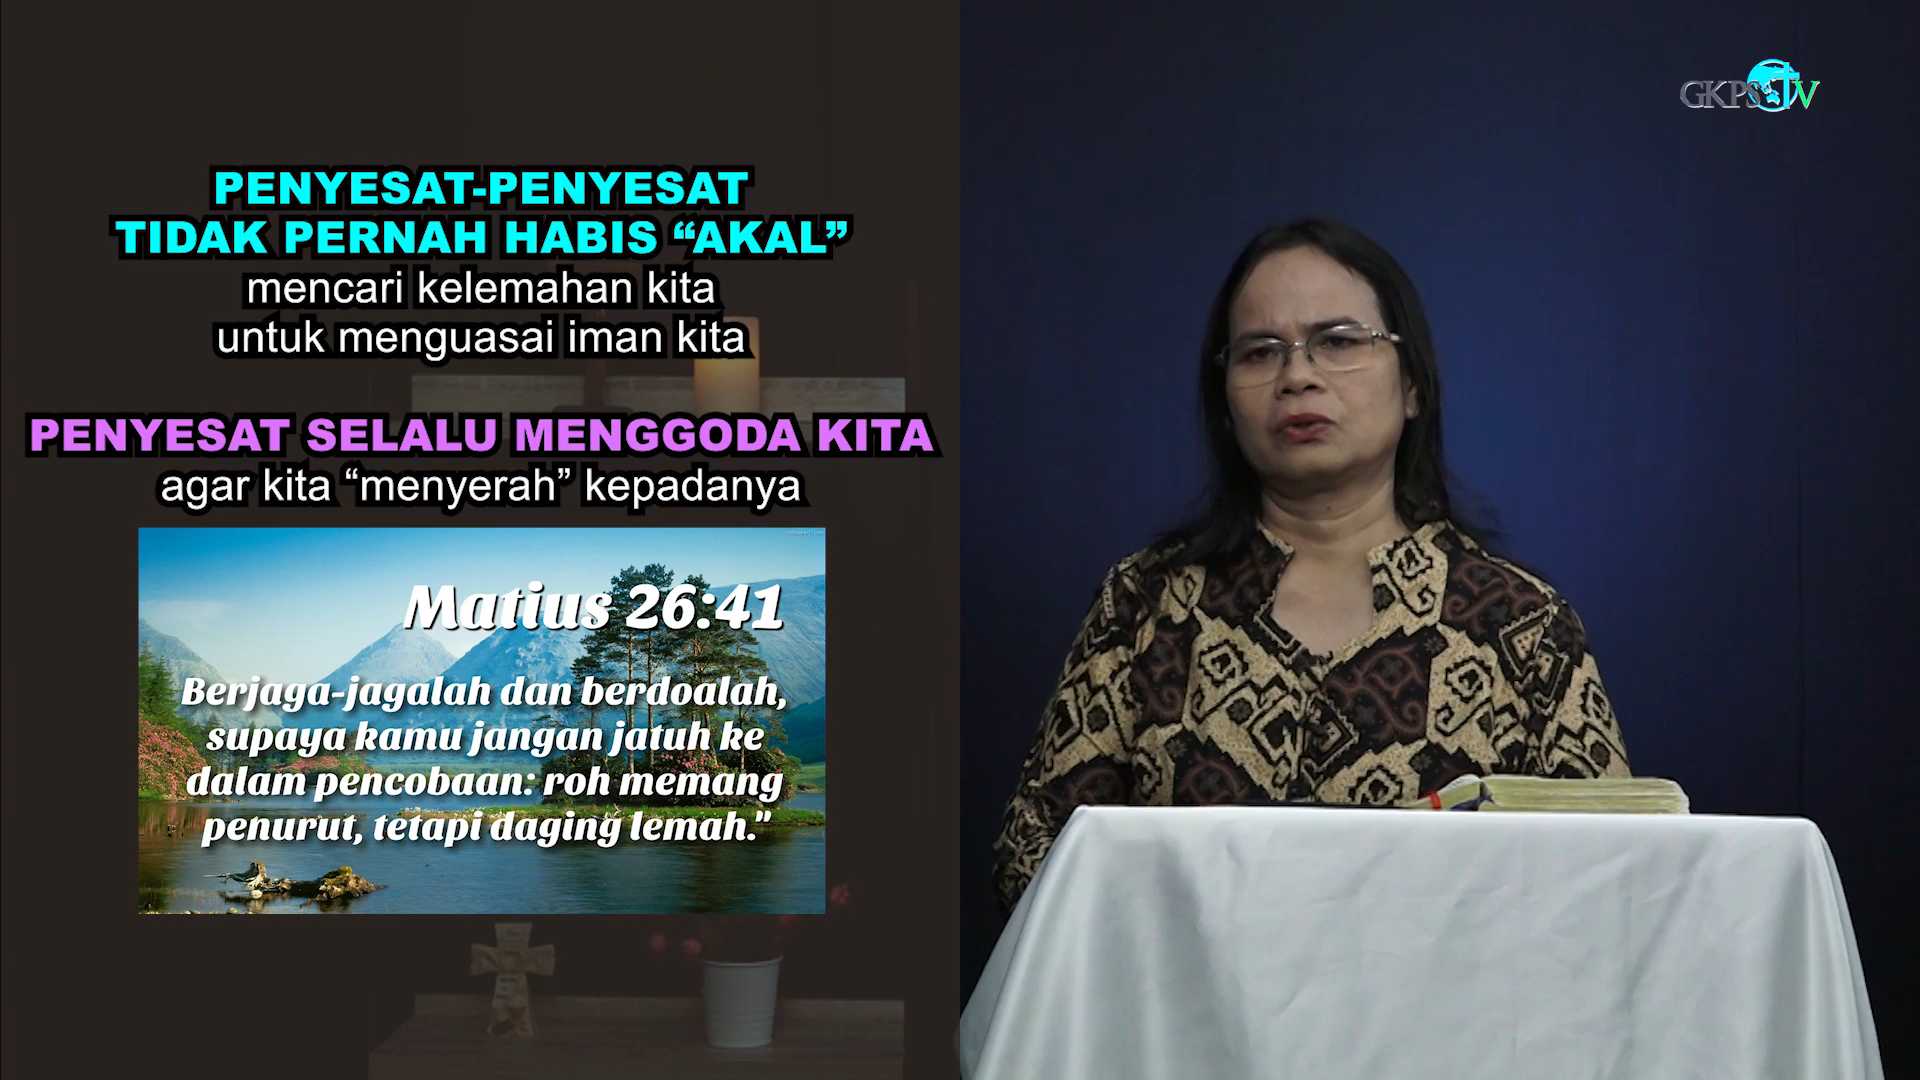 PENYESAT-PENYESAT
TIDAK PERNAH HABIS “AKAL”
mencari kelemahan kita
untuk menguasai iman kita
PENYESAT SELALU MENGGODA KITA
agar kita “menyerah” kepadanya
Matius 26:41
Berjaga-jagalah dan berdoalah,
supaya kamu jangan jatuh ke
dalam pencobaan: roh memang
penurut, tetapi daging lemah.”
GKPS TV